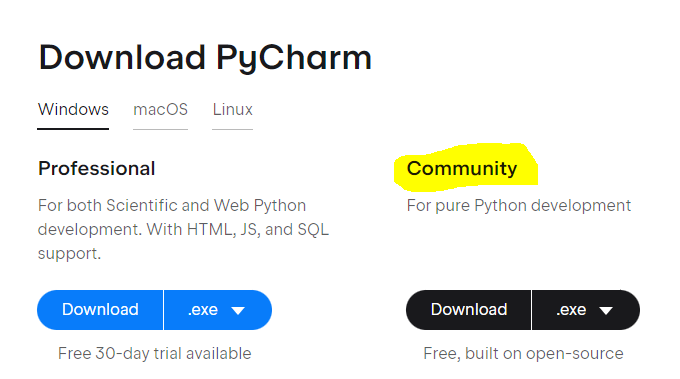 Download PyCharm
Windows macOS Linux
Professional
For both Scientific and Web Python
development. With HTML, JS, and SQL
support.
Download .exe
Free 30-day trial available
Community
For pure Python development
Download .exe
Free, built on open-source